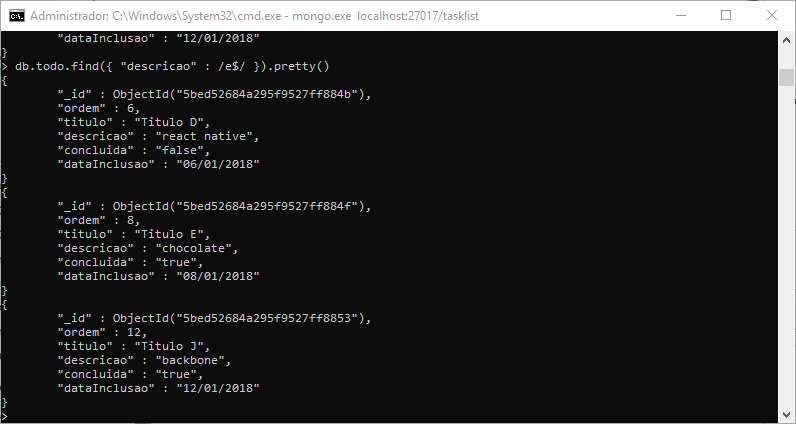 Administrador: C:\Windows\System32\cmd.exe - mongo.exe  localhost:27017/tasklist
"dataInclusao" : "12/01/2018"
}
> db.todo.find({ "descricao" : /e$/ }).pretty()
{
"_id" : ObjectId("5bed52684a295f9527ff884b"),
"ordem" : 6,
"titulo" : "Titulo D",
"descricao" : "react native",
"concluida" : "false",
"dataInclusao" : "06/01/2018"
}
{
"_id" : ObjectId("5bed52684a295f9527ff884f"),
"ordem" : 8,
"titulo" : "Titulo E",
"descricao" : "chocolate",
"concluida" : "true",
"dataInclusao" : "08/01/2018"
}
{
"_id" : ObjectId("5bed52684a295f9527ff8853"),
"ordem" : 12,
"titulo" : "Titulo J",
"descricao" : "backbone",
"concluida" : "true",
"dataInclusao" : "12/01/2018"
}
>